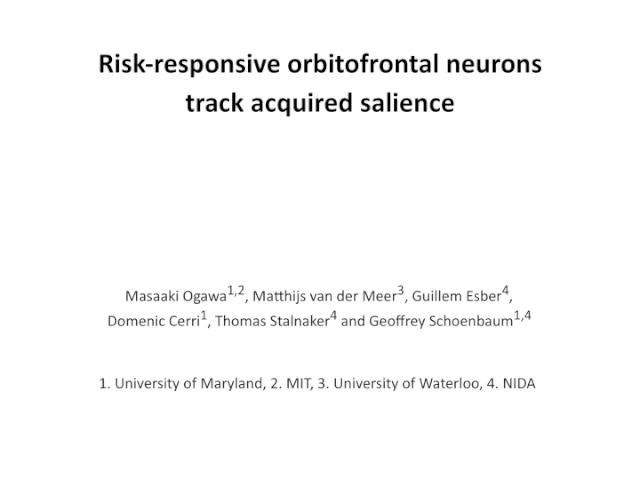 Risk-responsive orbitofrontal neurons
track acquired salience
Masaaki Ogawa1,2, Matthijs van der Meer3, Guillem Esber4,
Domenic Cerri1, Thomas Stalnaker4 and Geoffrey Schoenbaum1,4
1. University of Maryland, 2. MIT, 3. University of Waterloo, 4. NIDA